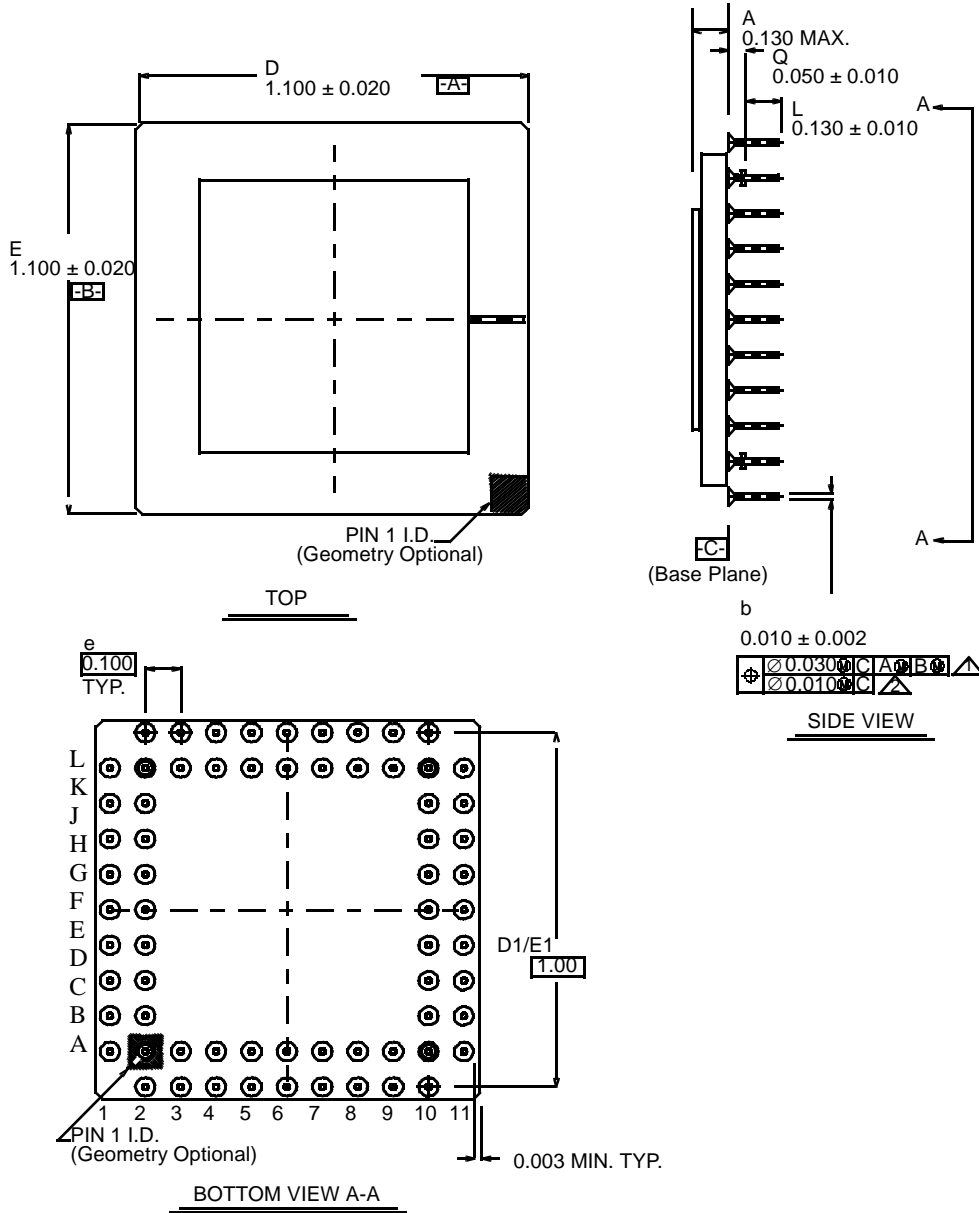 D
1.100 ± 0.020
-A-
E
1.100 ± 0.020
-B-
PIN 1 I.D.
(Geometry Optional)
TOP
A
0.130 MAX.
Q
0.050 ± 0.010
L
0.130 ± 0.010
A
A
-C-
(Base Plane)
b
0.010 ± 0.002
⌖ ∅ 0.030 Ⓜ C A Ⓜ B Ⓜ 1
∅ 0.010 Ⓜ C 2
SIDE VIEW
e
0.100
TYP.
L
K
J
H
G
F
E
D
C
B
A
D1/E1
1.00
1 2 3 4 5 6 7 8 9 10 11
PIN 1 I.D.
(Geometry Optional)
0.003 MIN. TYP.
BOTTOM VIEW A-A